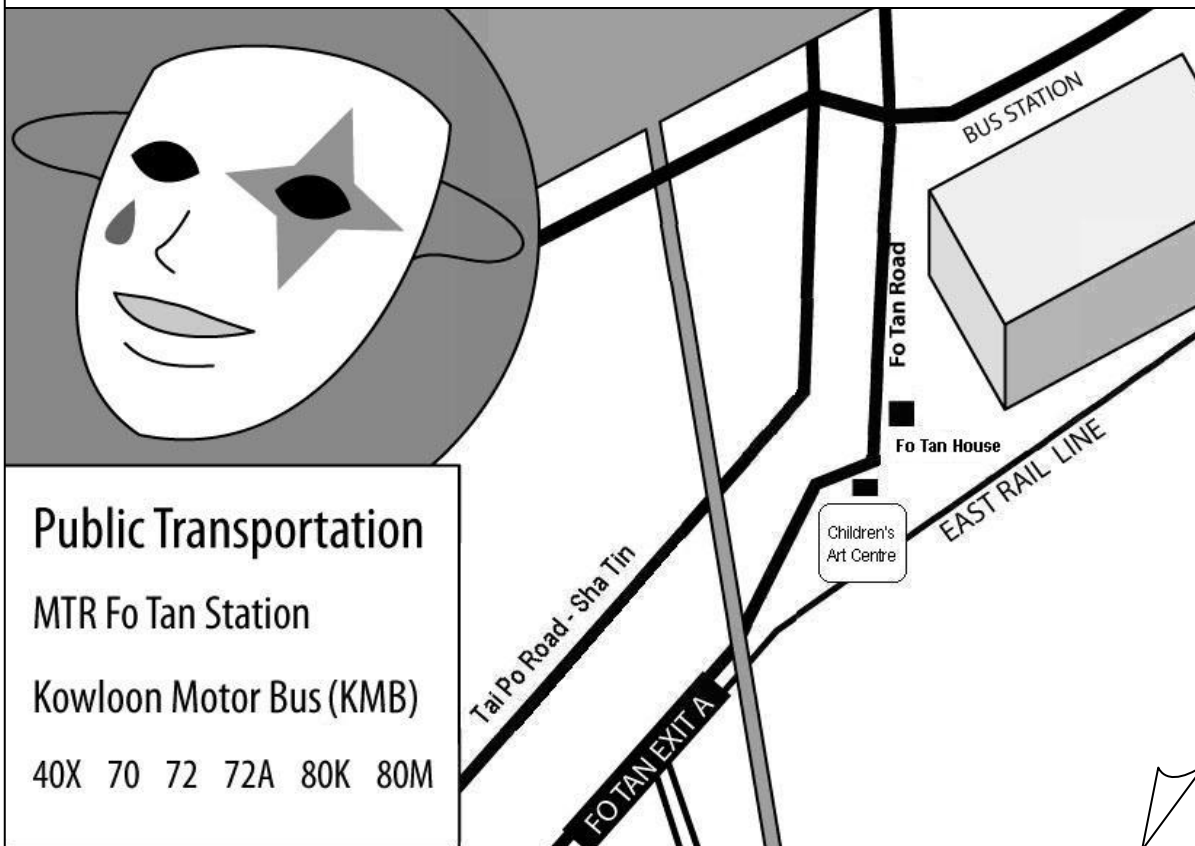 BUS STATION
Fo Tan Road
Fo Tan House
EAST RAIL LINE
Children's
Art Centre
Tai Po Road - Sha Tin
FO TAN EXIT A
Public Transportation
MTR Fo Tan Station
Kowloon Motor Bus (KMB)
40X 70 72 72A 80K 80M